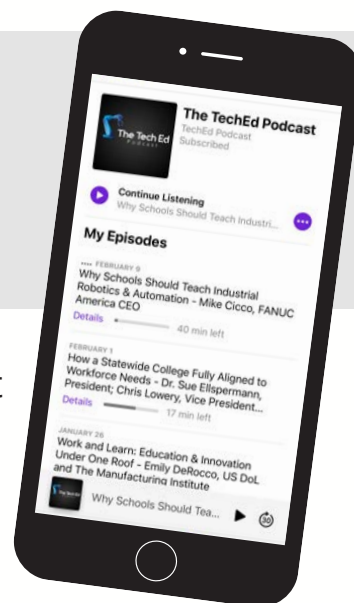 The TechEd
Podcast
The TechEd Podcast
TechEd Podcast
Subscribed
Continue Listening
Why Schools Should Teach Industri...
My Episodes
.... FEBRUARY 9
Why Schools Should Teach Industrial
Robotics & Automation - Mike Cicco, FANUC
America CEO
Details
40 min left
FEBRUARY 1
How a Statewide College Fully Aligned to
Workforce Needs - Dr. Sue Ellspermann,
President; Chris Lowery, Vice President...
Details
17 min left
JANUARY 26
Work and Learn: Education & Innovation
Under One Roof - Emily DeRocco, US DoL
and The Manufacturing Institute
Why Schools Should Tea...
30
t